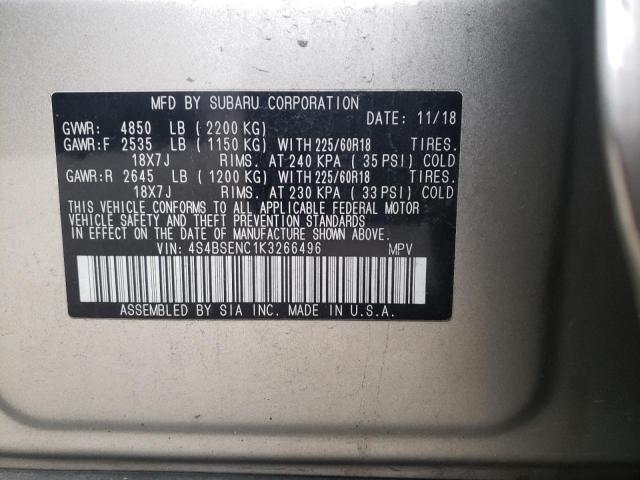 MFD BY SUBARU CORPORATION
DATE: 11/18
GVWR: 4850 LB ( 2200 KG)
GAWR:F 2535 LB ( 1150 KG) WITH 225/60R18 TIRES.
18X7J RIMS. AT 240 KPA ( 35 PSI) COLD
GAWR:R 2645 LB ( 1200 KG) WITH 225/60R18 TIRES.
18X7J RIMS. AT 230 KPA ( 33 PSI) COLD
THIS VEHICLE CONFORMS TO ALL APPLICABLE FEDERAL MOTOR
VEHICLE SAFETY AND THEFT PREVENTION STANDARDS
IN EFFECT ON THE DATE OF MANUFACTURE SHOWN ABOVE.
VIN: 4S4BSENC1K3266496 MPV
ASSEMBLED BY SIA INC. MADE IN U.S.A.